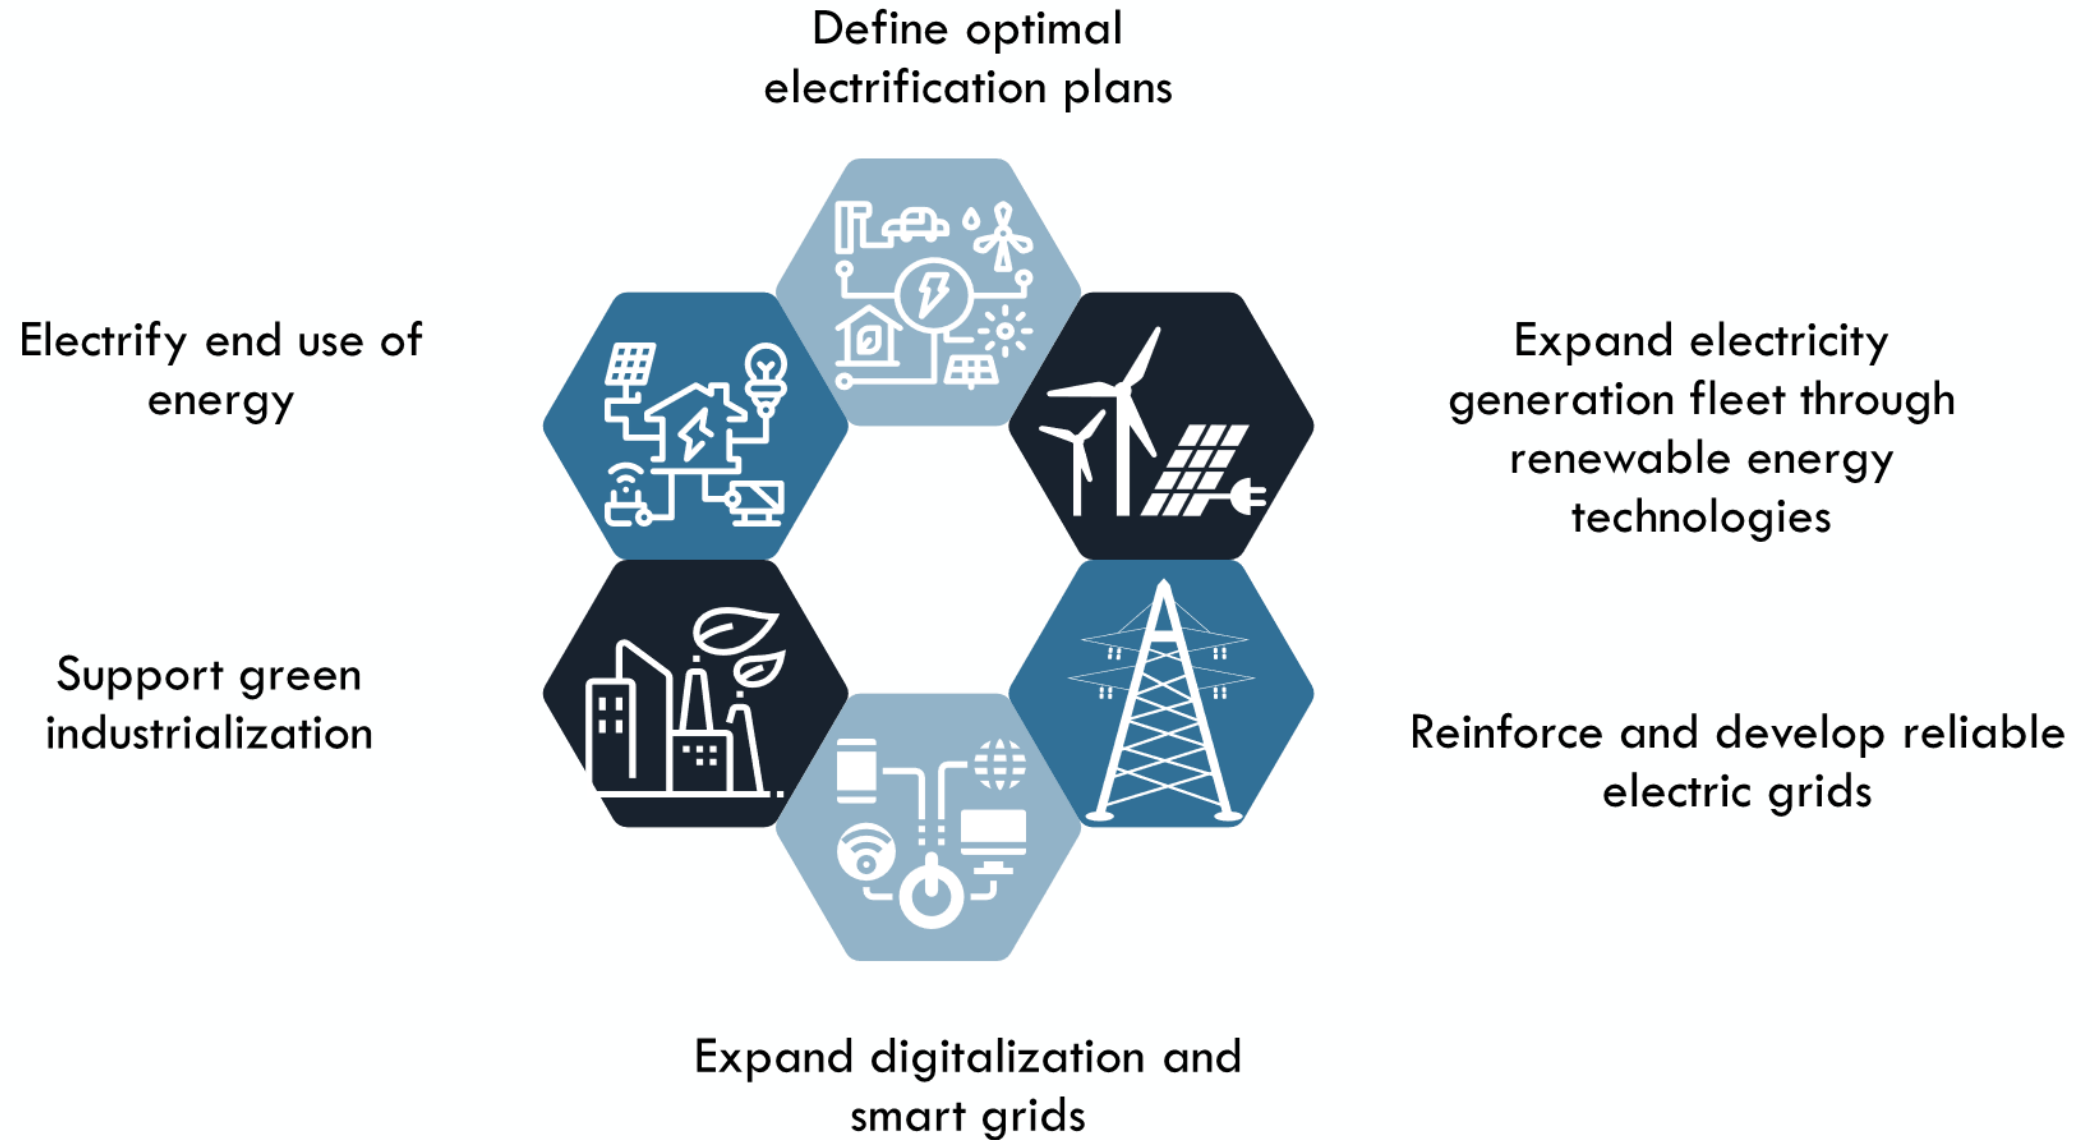 Define optimal
electrification plans
Electrify end use of
energy
Expand electricity
generation fleet through
renewable energy
technologies
Support green
industrialization
Reinforce and develop reliable
electric grids
Expand digitalization and
smart grids